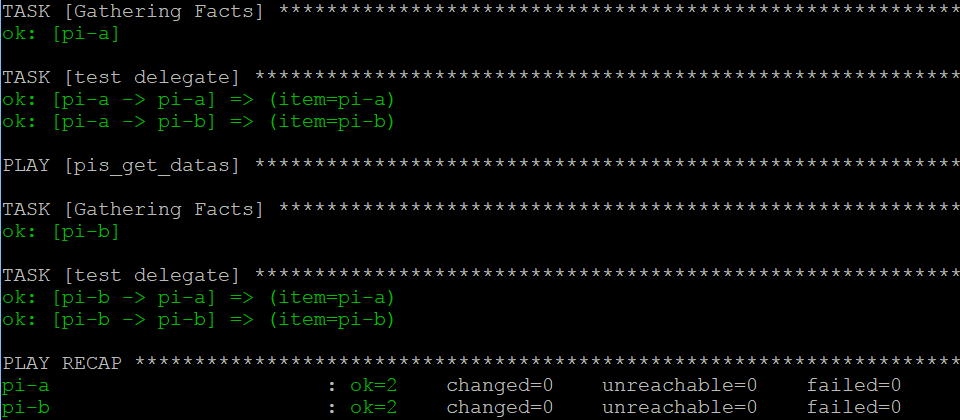 TASK [Gathering Facts] *********************************************************
ok: [pi-a]
TASK [test delegate] ***********************************************************
ok: [pi-a -> pi-a] => (item=pi-a)
ok: [pi-a -> pi-b] => (item=pi-b)
PLAY [pis_get_datas] ***********************************************************
TASK [Gathering Facts] *********************************************************
ok: [pi-b]
TASK [test delegate] ***********************************************************
ok: [pi-b -> pi-a] => (item=pi-a)
ok: [pi-b -> pi-b] => (item=pi-b)
PLAY RECAP *********************************************************************
pi-a : ok=2 changed=0 unreachable=0 failed=0
pi-b : ok=2 changed=0 unreachable=0 failed=0